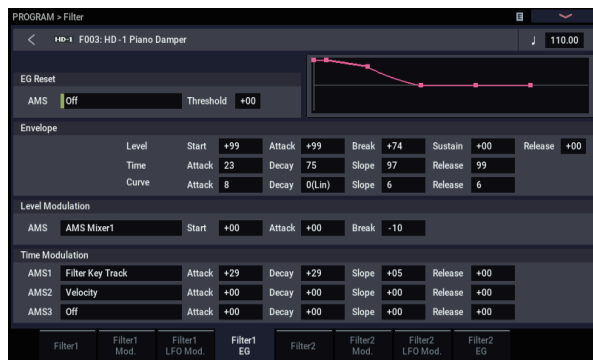 PROGRAM > Filter E
< HD-1 F003: HD -1 Piano Damper ♩ 110.00
EG Reset
AMS Off Threshold +00
Envelope
Level Start +99 Attack +99 Break +74 Sustain +00 Release +00
Time Attack 23 Decay 75 Slope 97 Release 99
Curve Attack 8 Decay 0(Lin) Slope 6 Release 6
Level Modulation
AMS AMS Mixer1 Start +00 Attack +00 Break -10
Time Modulation
AMS1 Filter Key Track Attack +29 Decay +29 Slope +05 Release +00
AMS2 Velocity Attack +00 Decay +00 Slope +00 Release +00
AMS3 Off Attack +00 Decay +00 Slope +00 Release +00
Filter1 Filter1 Mod. Filter1 LFO Mod. Filter1 EG Filter2 Filter2 Mod. Filter2 LFO Mod. Filter2 EG